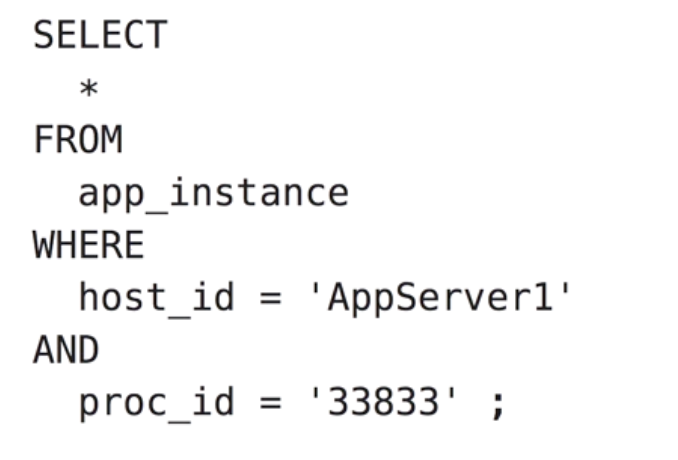 SELECT
  *
FROM
  app_instance
WHERE
  host_id = 'AppServer1'
AND
  proc_id = '33833' ;